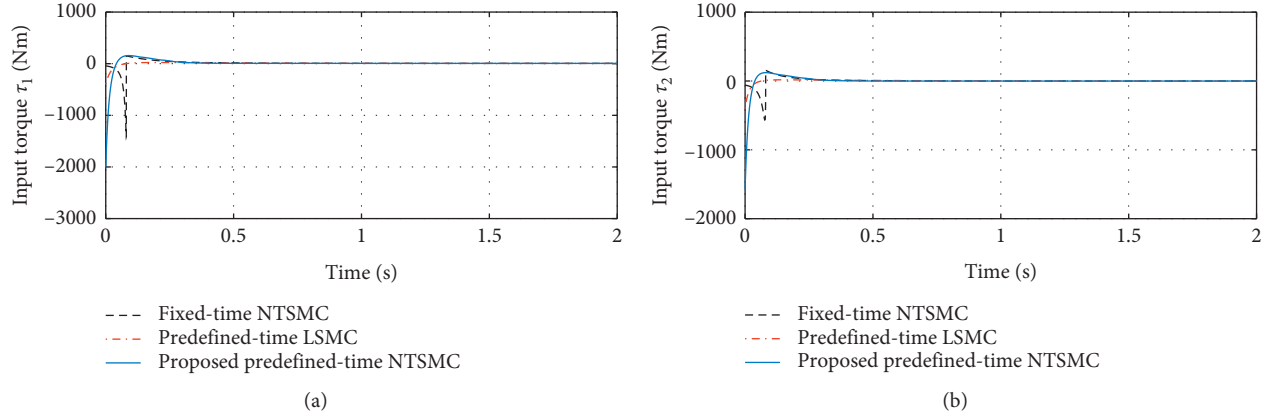 1000
0
–1000
–2000
–3000
Input torque τ1 (Nm)
0
0.5
1
1.5
2
Time (s)
Fixed-time NTSMC
Predefined-time LSMC
Proposed predefined-time NTSMC
(a)
1000
0
–1000
–2000
Input torque τ2 (Nm)
0
0.5
1
1.5
2
Time (s)
Fixed-time NTSMC
Predefined-time LSMC
Proposed predefined-time NTSMC
(b)